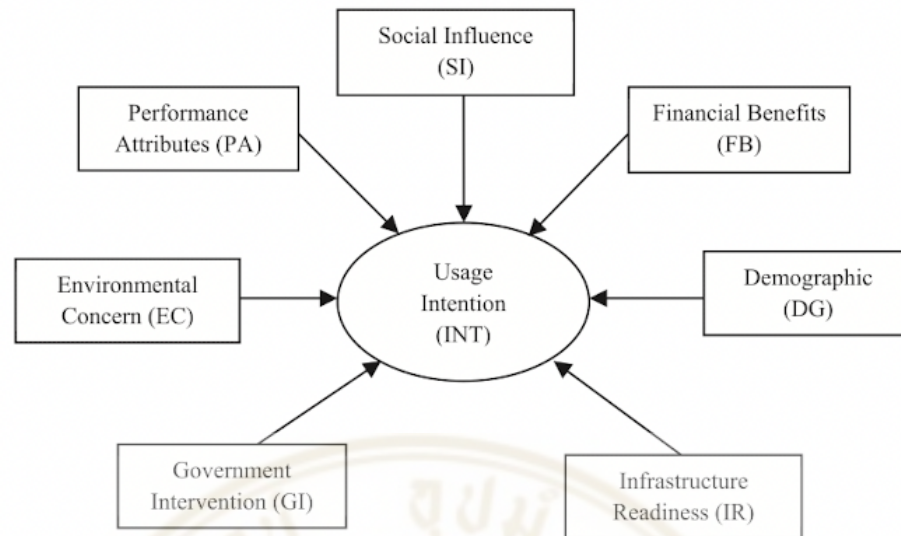 Social Influence
(SI)
Performance
Attributes (PA)
Financial Benefits
(FB)
Environmental
Concern (EC)
Usage
Intention
(INT)
Demographic
(DG)
Government
Intervention (GI)
Infrastructure
Readiness (IR)